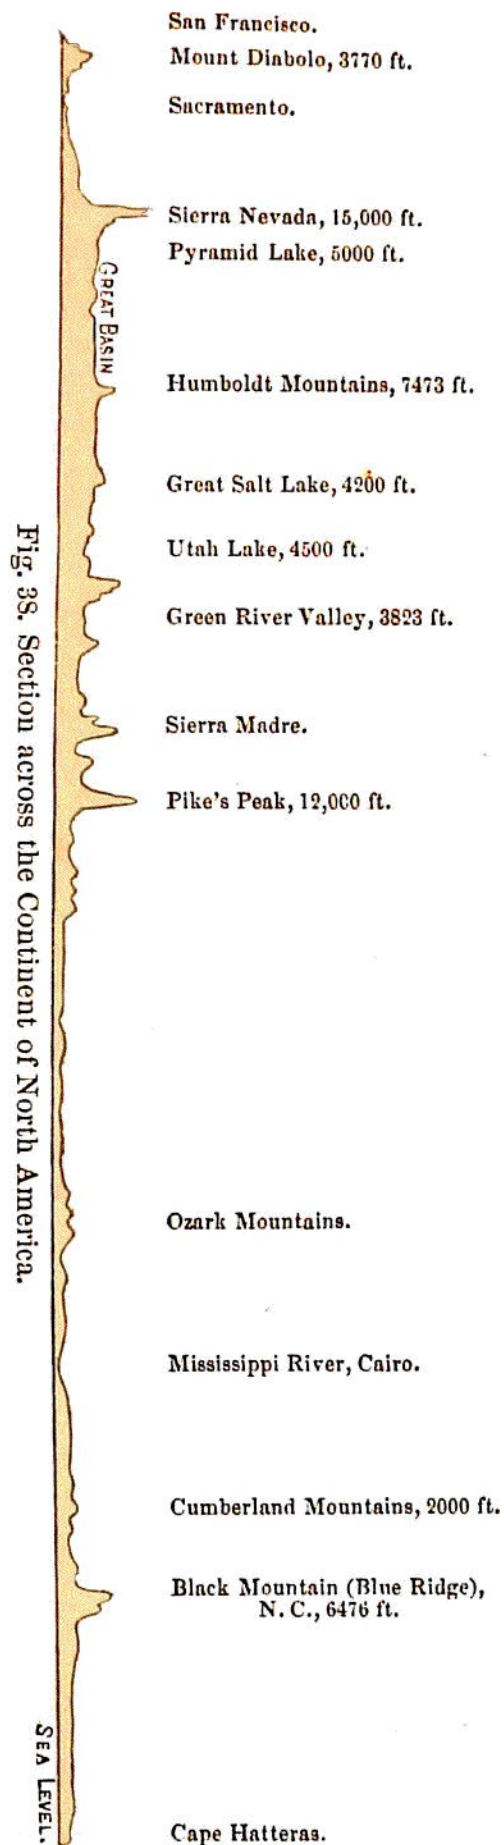 San Francisco.
Mount Diabolo, 3770 ft.
Sacramento.
Sierra Nevada, 15,000 ft.
Pyramid Lake, 5000 ft.
GREAT BASIN
Humboldt Mountains, 7473 ft.
Great Salt Lake, 4200 ft.
Utah Lake, 4500 ft.
Green River Valley, 3823 ft.
Sierra Madre.
Pike's Peak, 12,000 ft.
Fig. 38. Section across the Continent of North America.
Ozark Mountains.
Mississippi River, Cairo.
Cumberland Mountains, 2000 ft.
Black Mountain (Blue Ridge),
N. C., 6476 ft.
SEA LEVEL.
Cape Hatteras.